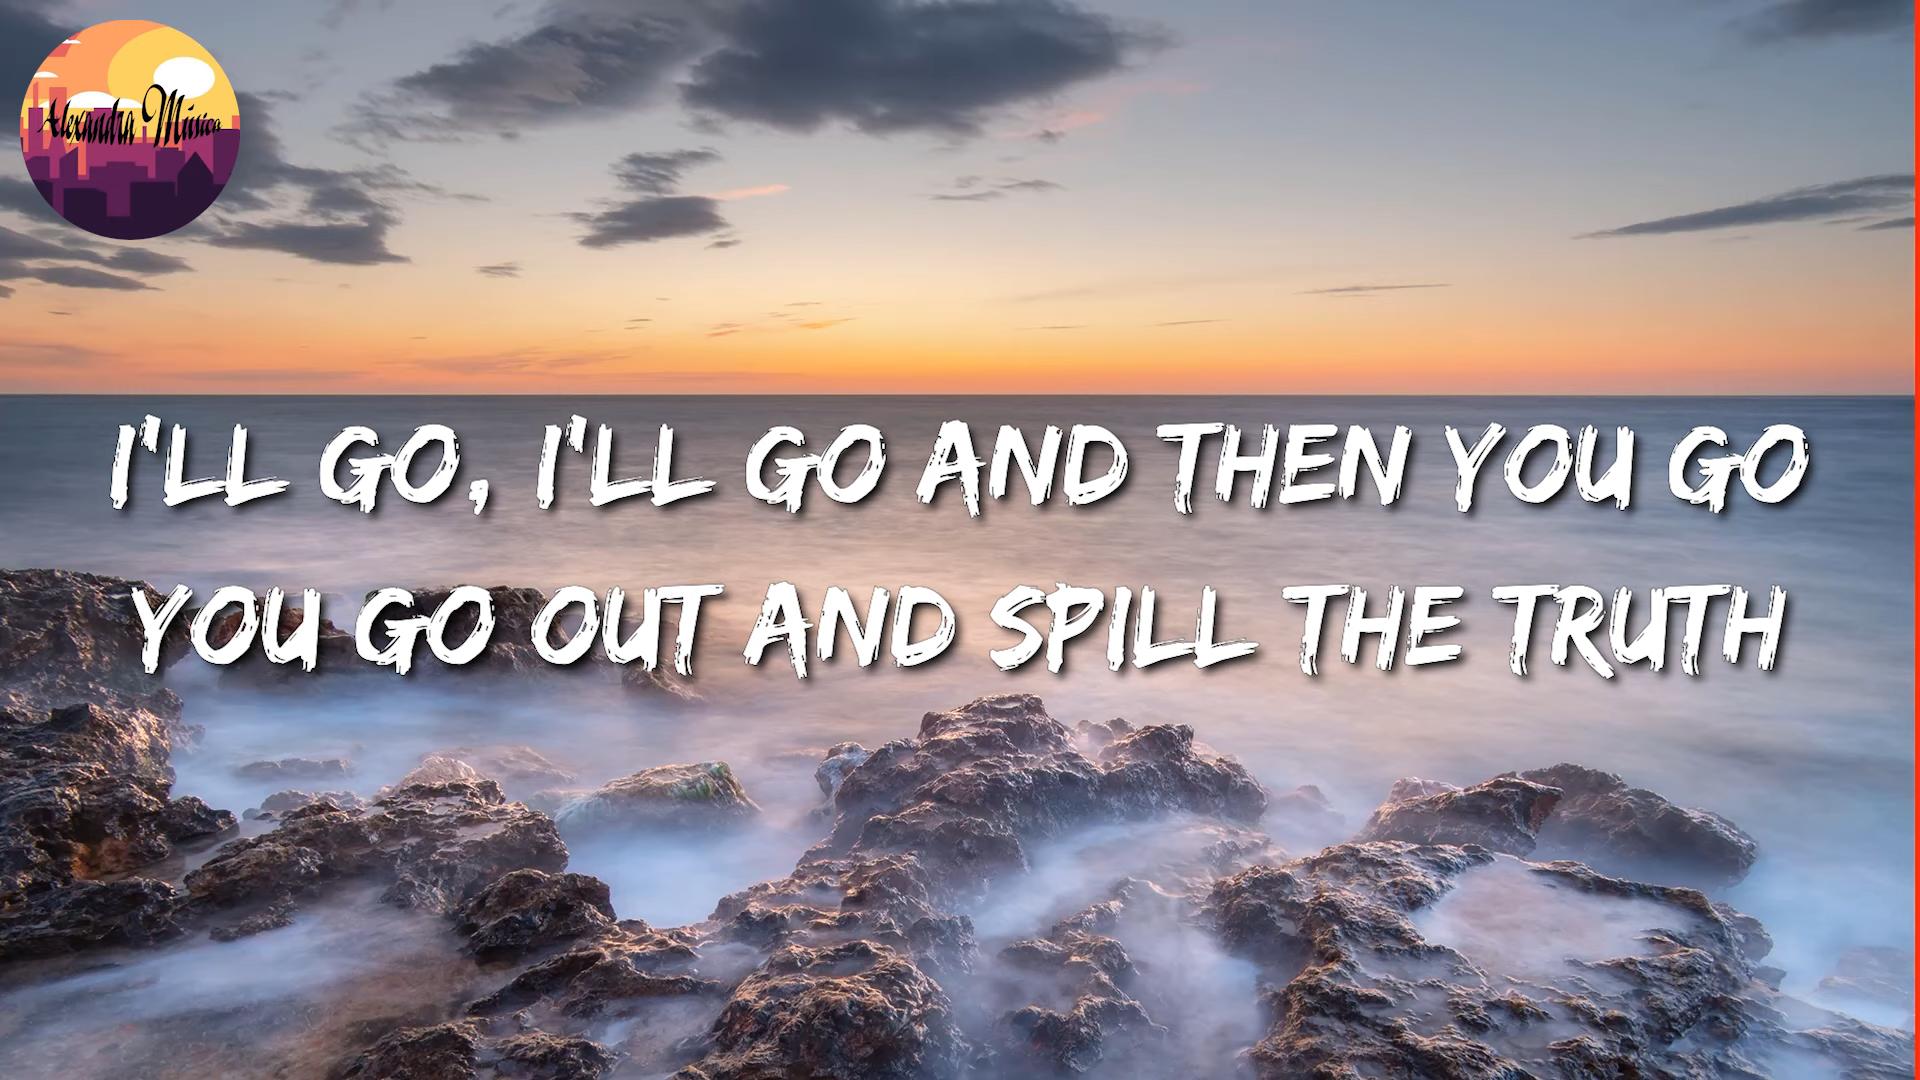 Alexandra Música
I'LL GO, I'LL GO AND THEN YOU GO
YOU GO OUT AND SPILL THE TRUTH